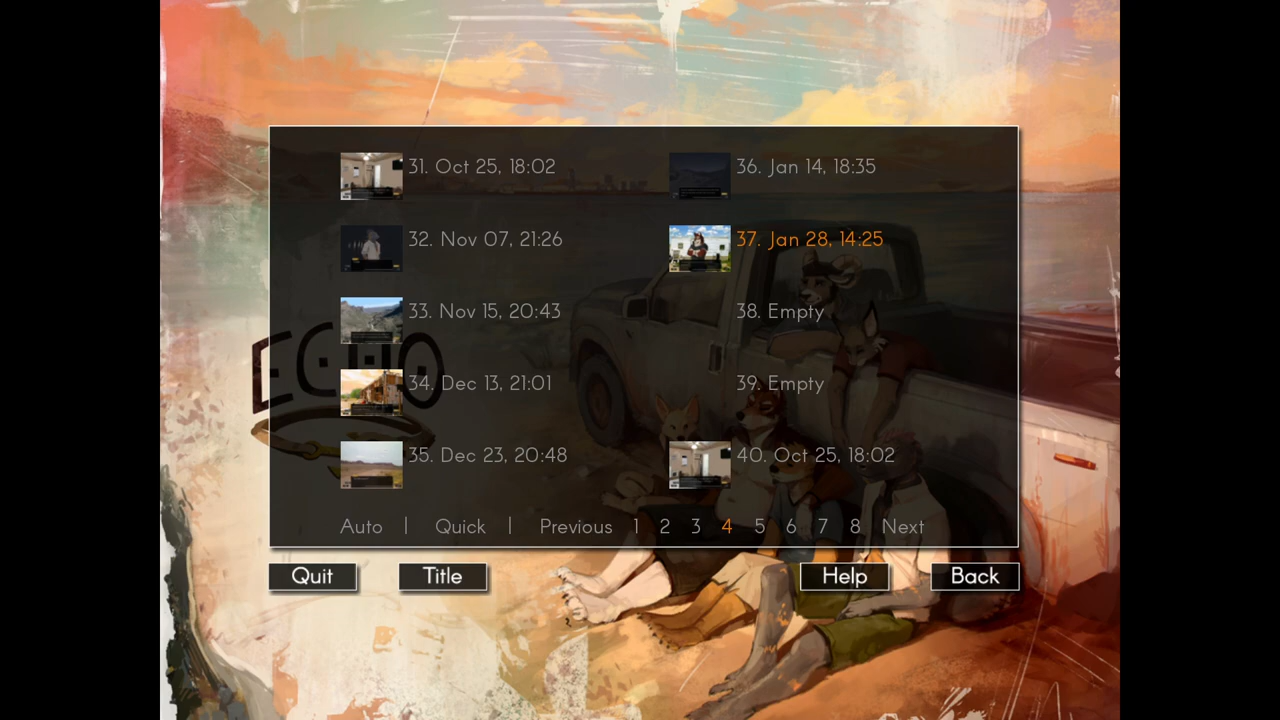 31. Oct 25, 18:02
36. Jan 14, 18:35
32. Nov 07, 21:26
37. Jan 28, 14:25
33. Nov 15, 20:43
38. Empty
ECHO
34. Dec 13, 21:01
39. Empty
35. Dec 23, 20:48
40. Oct 25, 18:02
Auto | Quick | Previous 1 2 3 4 5 6 7 8 Next
Quit Title Help Back